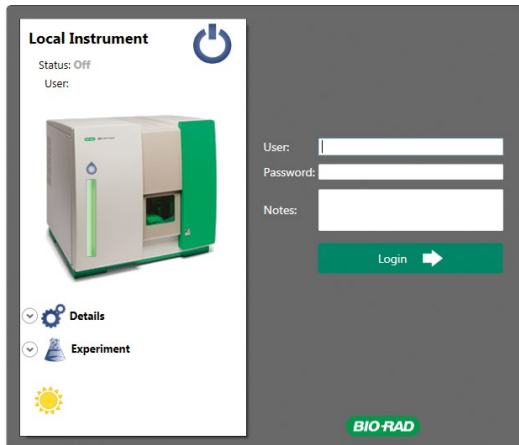 Local Instrument
Status: Off
User:
Details
Experiment
User:
Password:
Notes:
Login
BIO-RAD